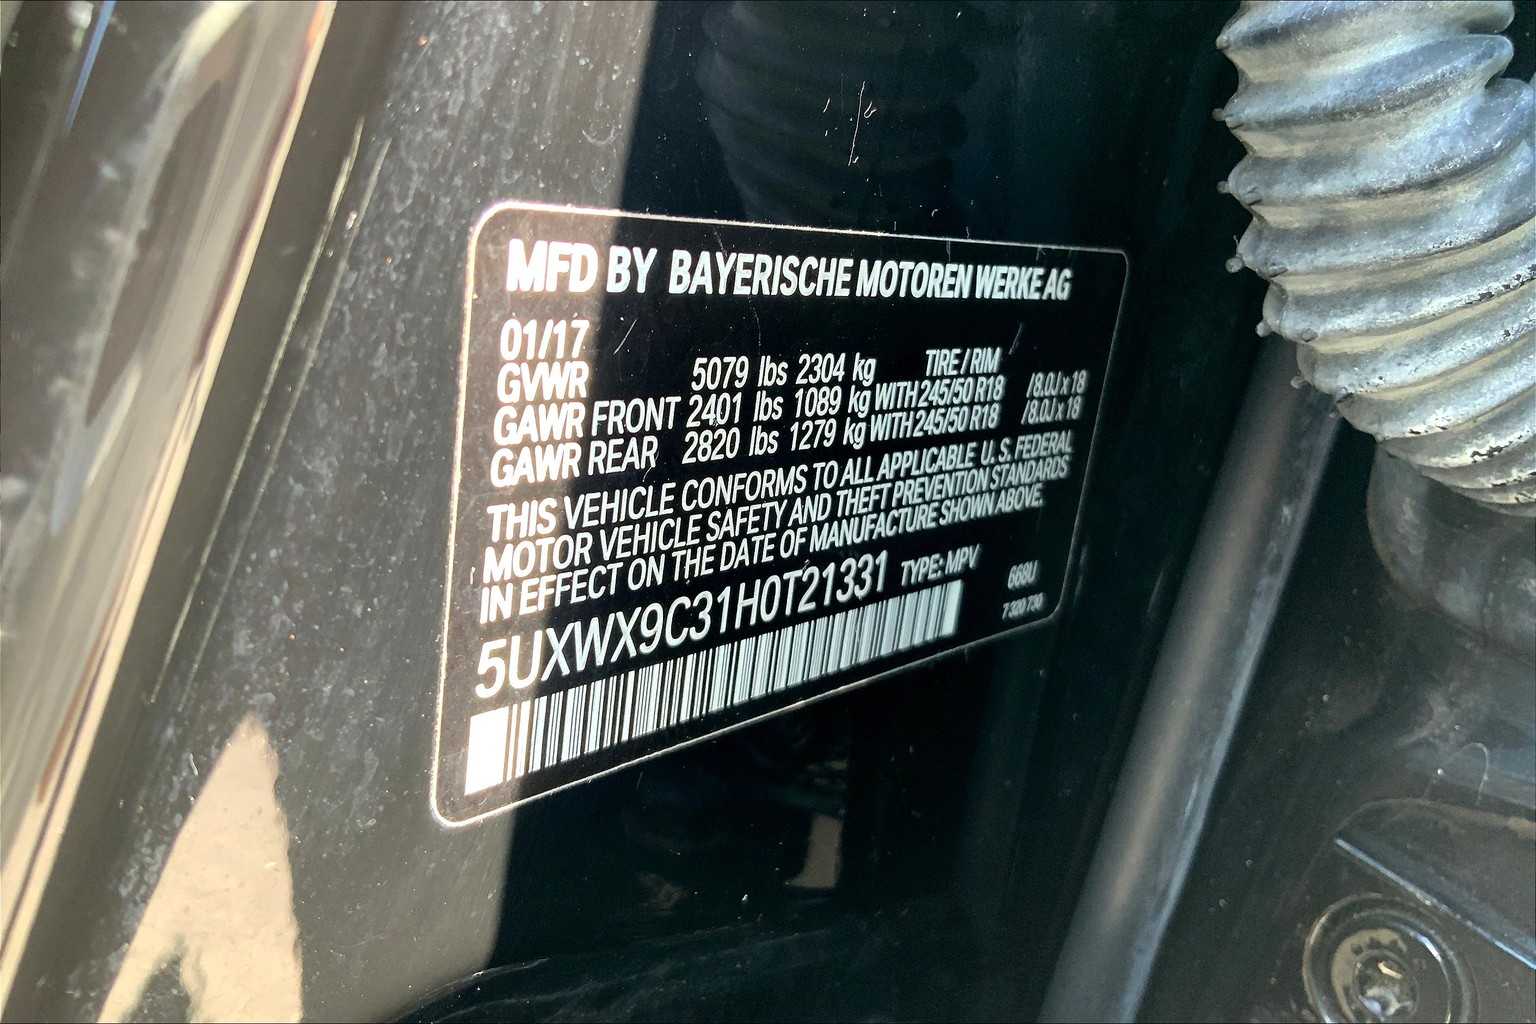 MFD BY BAYERISCHE MOTOREN WERKE AG
01/17
GVWR 5079 lbs 2304 kg TIRE / RIM
GAWR FRONT 2401 lbs 1089 kg WITH 245/50 R18 /8.0J x 18
GAWR REAR 2820 lbs 1279 kg WITH 245/50 R18 /8.0J x 18
THIS VEHICLE CONFORMS TO ALL APPLICABLE U.S. FEDERAL
MOTOR VEHICLE SAFETY AND THEFT PREVENTION STANDARDS
IN EFFECT ON THE DATE OF MANUFACTURE SHOWN ABOVE.
5UXWX9C31H0T21331 TYPE: MPV 668U
7 320 730